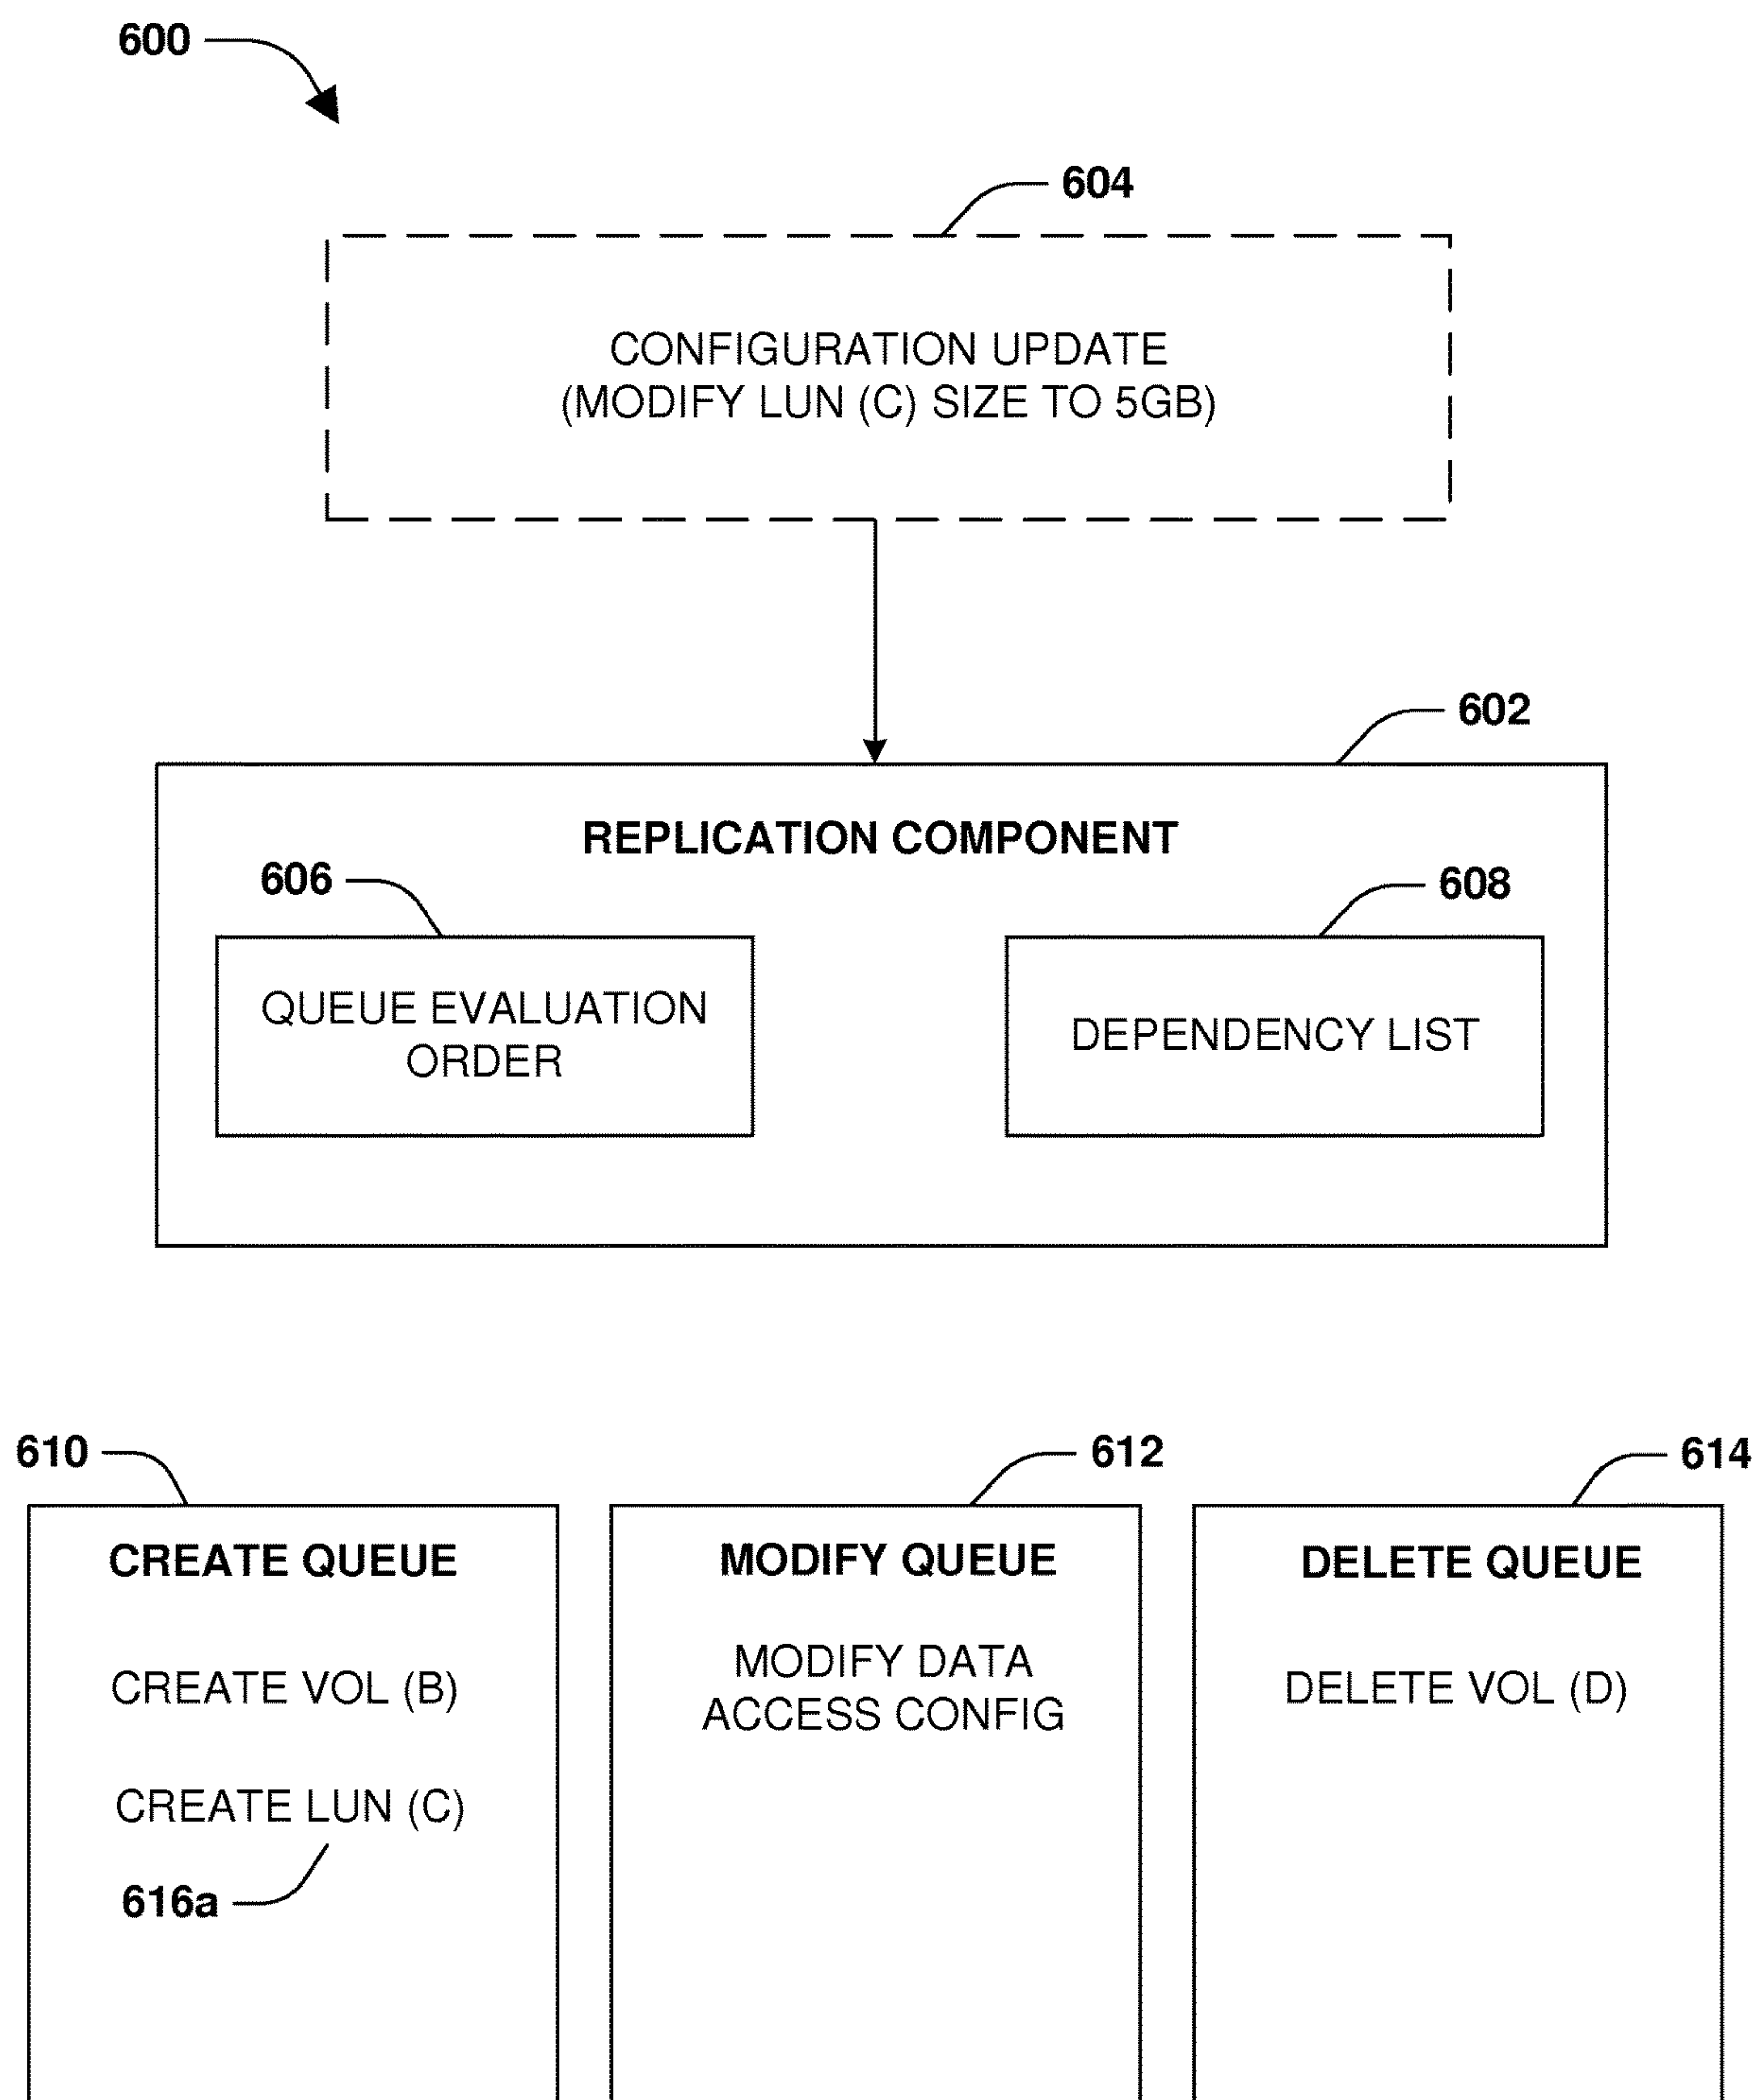 600
604
CONFIGURATION UPDATE
(MODIFY LUN (C) SIZE TO 5GB)
602
REPLICATION COMPONENT
606
608
QUEUE EVALUATION
ORDER
DEPENDENCY LIST
610
612
614
CREATE QUEUE
CREATE VOL (B)
CREATE LUN (C)
616a
MODIFY QUEUE
MODIFY DATA
ACCESS CONFIG
DELETE QUEUE
DELETE VOL (D)